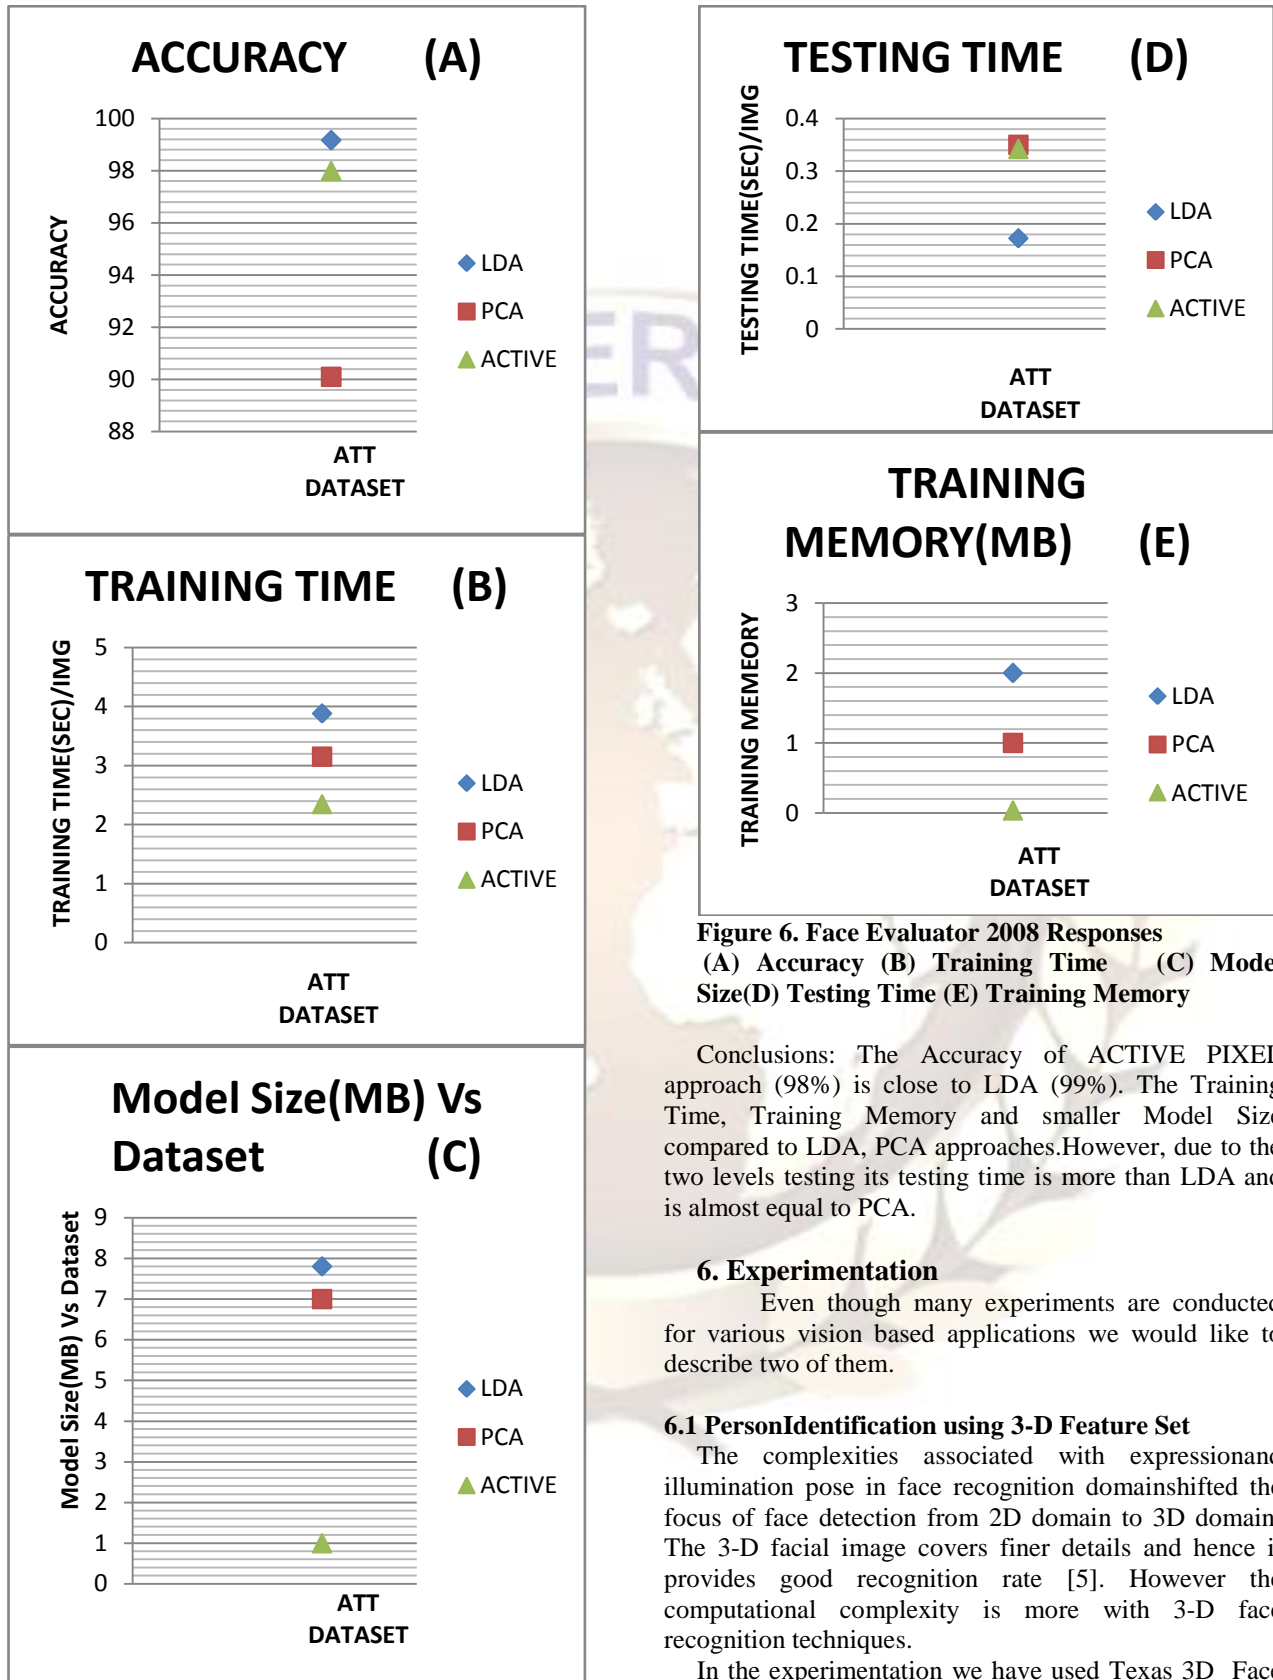 ACCURACY (A)
100
98
96
94
92
90
88
ACCURACY
LDA
PCA
ACTIVE
ATT
DATASET
TRAINING TIME (B)
5
4
3
2
1
0
TRAINING TIME(SEC)/IMG
LDA
PCA
ACTIVE
ATT
DATASET
Model Size(MB) Vs
Dataset (C)
9
8
7
6
5
4
3
2
1
0
Model Size(MB) Vs Dataset
LDA
PCA
ACTIVE
ATT
DATASET
TESTING TIME (D)
0.4
0.3
0.2
0.1
0
TESTING TIME(SEC)/IMG
LDA
PCA
ACTIVE
ATT
DATASET
TRAINING
MEMORY(MB) (E)
3
2
1
0
TRAINING MEMEORY
LDA
PCA
ACTIVE
ATT
DATASET
ER
Figure 6. Face Evaluator 2008 Responses
(A) Accuracy (B) Training Time (C) Model
Size(D) Testing Time (E) Training Memory
Conclusions: The Accuracy of ACTIVE PIXEL
approach (98%) is close to LDA (99%). The Training
Time, Training Memory and smaller Model Size
compared to LDA, PCA approaches.However, due to the
two levels testing its testing time is more than LDA and
is almost equal to PCA.
6. Experimentation
Even though many experiments are conducted
for various vision based applications we would like to
describe two of them.
6.1 PersonIdentification using 3-D Feature Set
The complexities associated with expressionand
illumination pose in face recognition domainshifted the
focus of face detection from 2D domain to 3D domain
The 3-D facial image covers finer details and hence i
provides good recognition rate [5]. However the
computational complexity is more with 3-D face
recognition techniques.
In the experimentation we have used Texas 3D Face